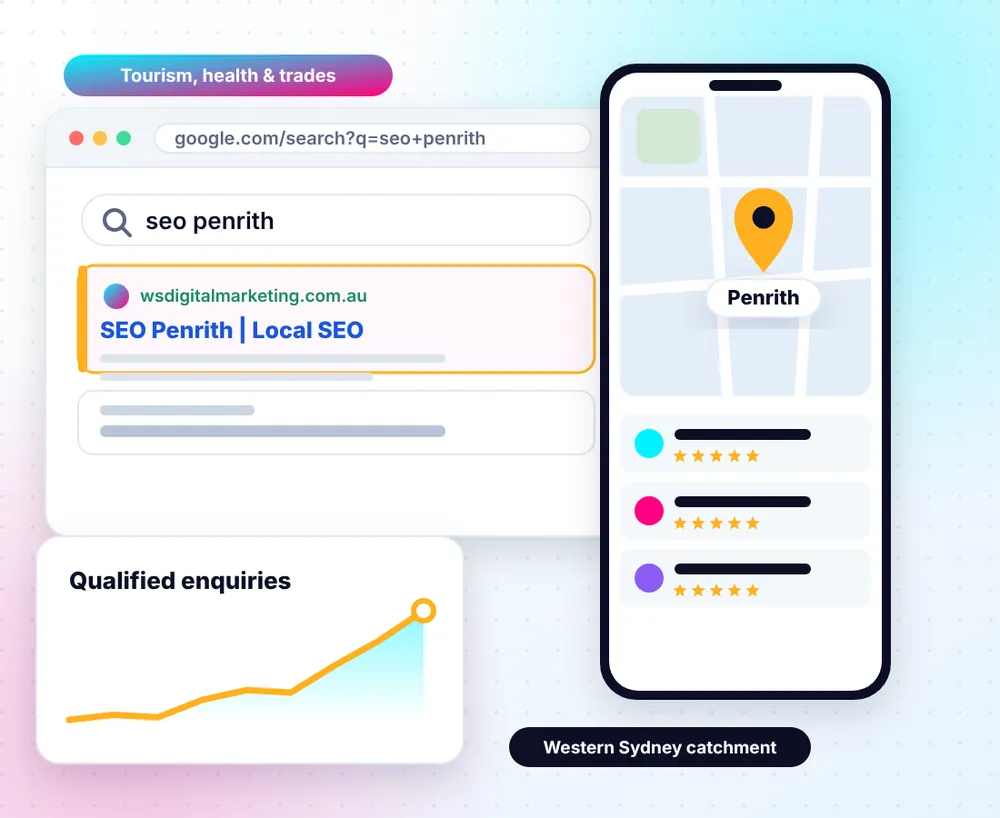 Tourism, health & trades
google.com/search?q=seo+penrith
seo penrith
wsdigitalmarketing.com.au
SEO Penrith | Local SEO
Penrith
Qualified enquiries
Western Sydney catchment